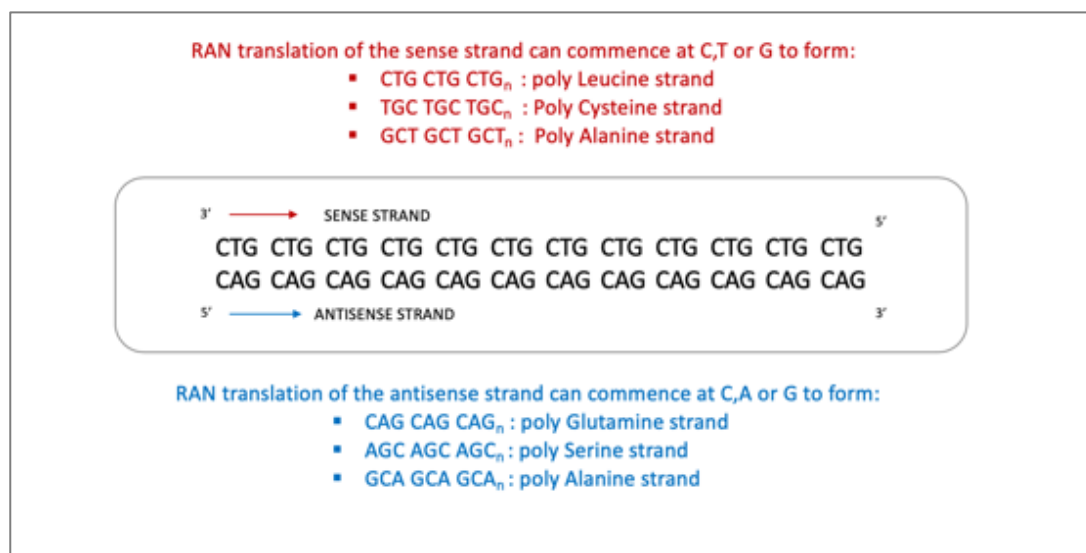 RAN translation of the sense strand can commence at C,T or G to form:
▪ CTG CTG CTGn : poly Leucine strand
▪ TGC TGC TGCn : Poly Cysteine strand
▪ GCT GCT GCTn : Poly Alanine strand
3’ SENSE STRAND 5’
CTG CTG CTG CTG CTG CTG CTG CTG CTG CTG CTG CTG
CAG CAG CAG CAG CAG CAG CAG CAG CAG CAG CAG CAG
5’ ANTISENSE STRAND 3’
RAN translation of the antisense strand can commence at C,A or G to form:
▪ CAG CAG CAGn : poly Glutamine strand
▪ AGC AGC AGCn : poly Serine strand
▪ GCA GCA GCAn : poly Alanine strand